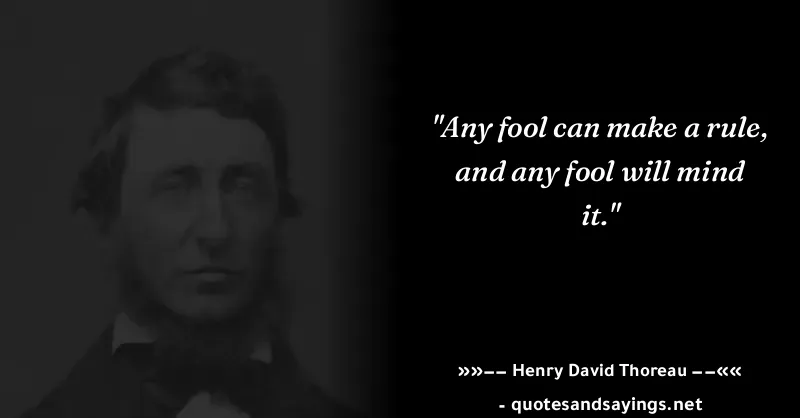 "Any fool can make a rule,
and any fool will mind
it."
»»–– Henry David Thoreau ––««
- quotesandsayings.net